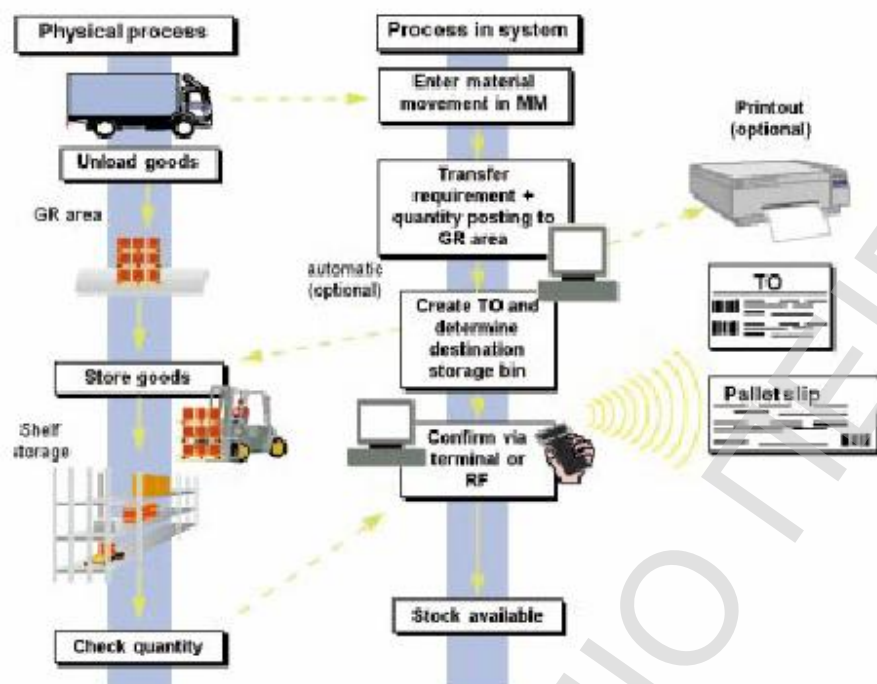 Physical process
Process in system
Enter material
movement in MM
Printout
(optional)
Unload goods
Transfer
requirement +
quantity posting to
GR area
GR area
automatic
(optional)
TO
Create TO and
determine
destination
storage bin
Store goods
Pallet slip
Shelf
storage
Confirm via
terminal or
RF
Stock available
Check quantity